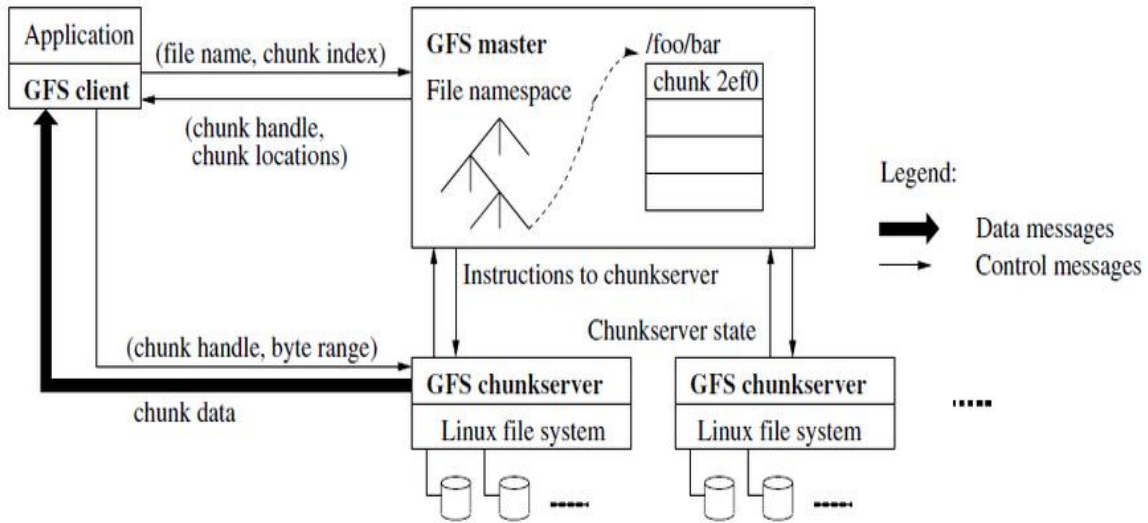 Application
GFS client
(file name, chunk index)
(chunk handle,
chunk locations)
GFS master
File namespace
/foo/bar
chunk 2ef0
Legend:
Data messages
Control messages
Instructions to chunkserver
Chunkserver state
(chunk handle, byte range)
chunk data
GFS chunkserver
Linux file system
GFS chunkserver
Linux file system